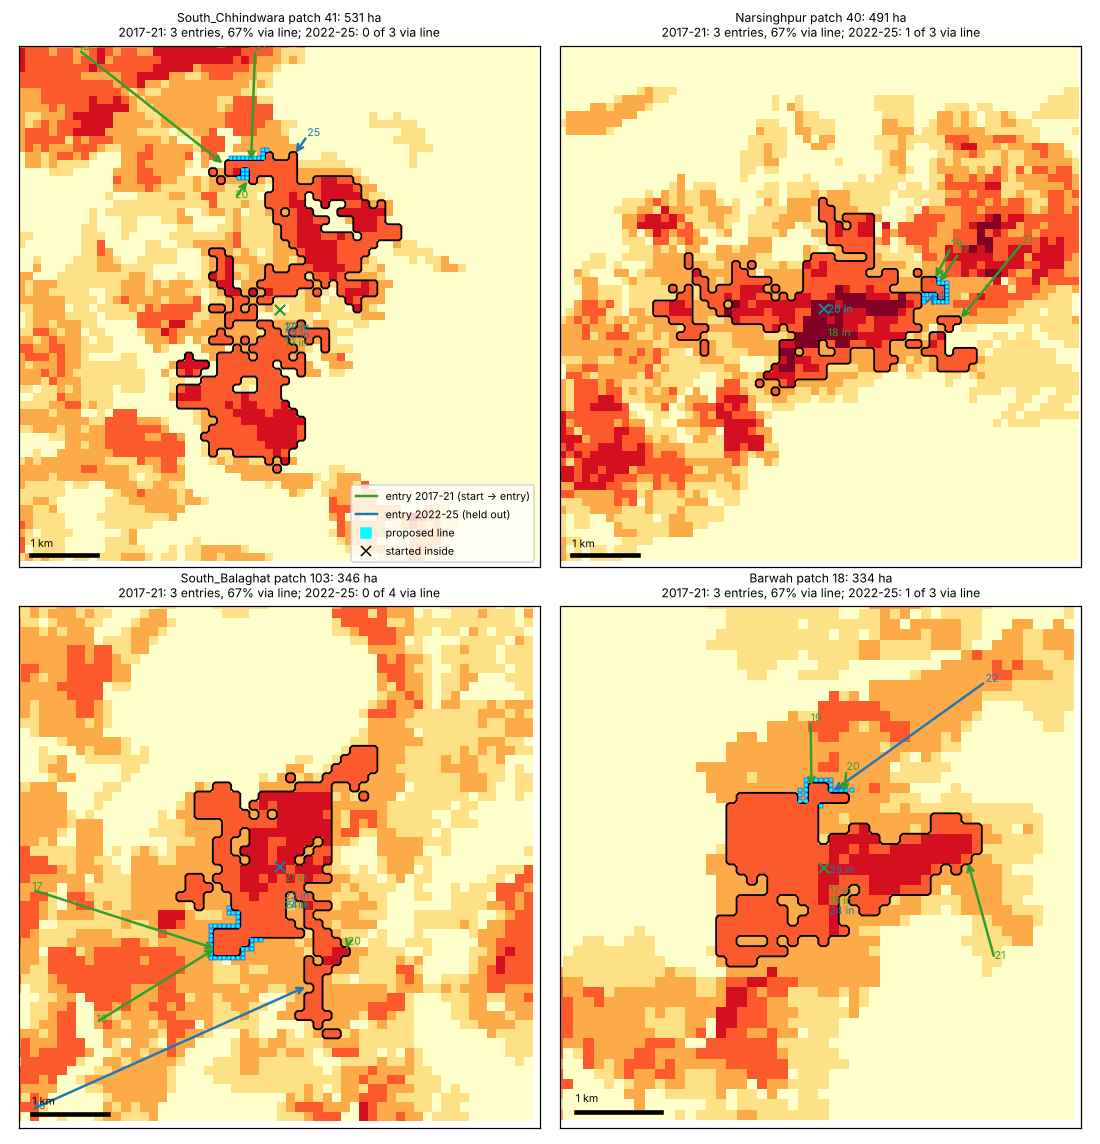 South_Chhindwara patch 41: 531 ha
2017-21: 3 entries, 67% via line; 2022-25: 0 of 3 via line
25
20
entry 2017-21 (start → entry)
entry 2022-25 (held out)
proposed line
started inside
1 km
Narsinghpur patch 40: 491 ha
2017-21: 3 entries, 67% via line; 2022-25: 1 of 3 via line
19
21
18 in
1 km
South_Balaghat patch 103: 346 ha
2017-21: 3 entries, 67% via line; 2022-25: 0 of 4 via line
17
20
1 km
Barwah patch 18: 334 ha
2017-21: 3 entries, 67% via line; 2022-25: 1 of 3 via line
22
19
20
24 in
21
1 km